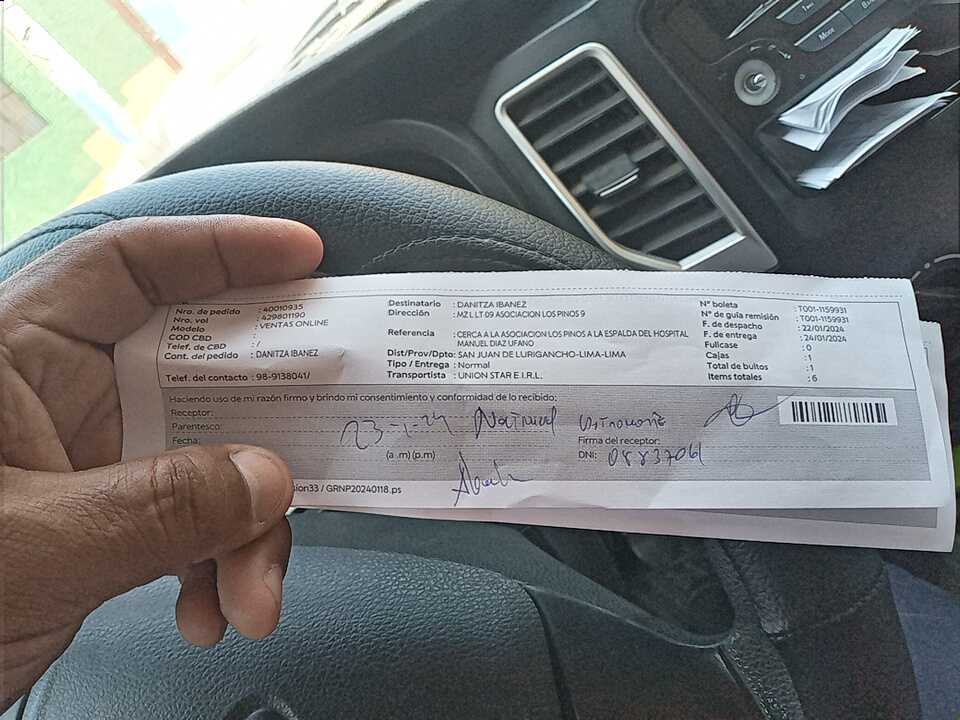 Nro. de pedido : 40010935
Nro. vol : 429801190
Modelo : VENTAS ONLINE
COD CBD :
Telef. de CBD : /
Cont. del pedido : DANITZA IBANEZ
Telef. del contacto : 98-9138041/
Destinatario : DANITZA IBANEZ
Dirección : MZ L LT 09 ASOCIACION LOS PINOS 9
Referencia : CERCA A LA ASOCIACION LOS PINOS A LA ESPALDA DEL HOSPITAL
MANUEL DIAZ UFANO
Dist/Prov/Dpto: SAN JUAN DE LURIGANCHO-LIMA-LIMA
Tipo / Entrega : Normal
Transportista : UNION STAR E.I.R.L.
N° boleta : T001-1159931
N° de guía remisión : T001-1159931
F. de despacho : 22/01/2024
F. de entrega : 24/01/2024
Fullcase : 0
Cajas : 1
Total de bultos : 1
Items totales : 6
Haciendo uso de mi razón firmo y brindo mi consentimiento y conformidad de lo recibido:
Receptor:
Parentesco:
Fecha: 23-1-24
(a .m) (p.m)
Firma del receptor:
DNI: 08837061
sion33 / GRNP20240118.ps
More